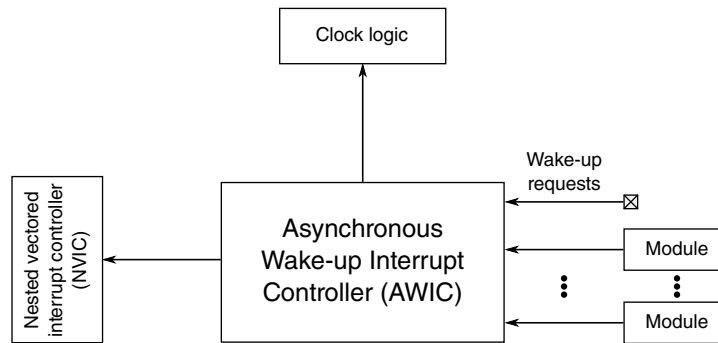 Clock logic
Wake-up
requests
Nested vectored
interrupt controller
(NVIC)
Asynchronous
Wake-up Interrupt
Controller (AWIC)
Module
Module